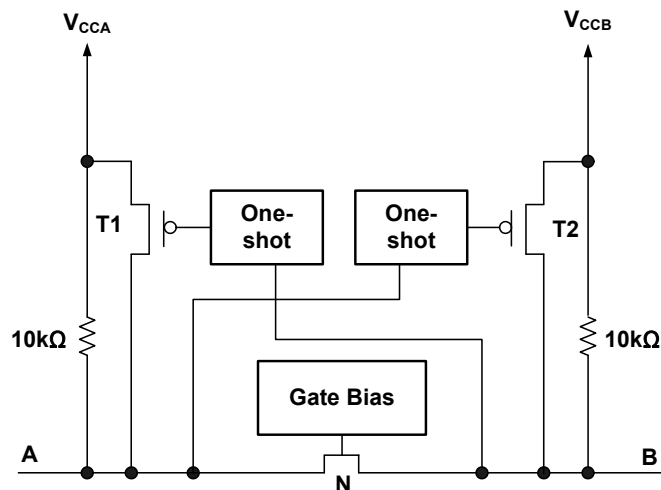 VCCA
VCCB
T1
One-
shot
One-
shot
T2
10kΩ
10kΩ
Gate Bias
A
N
B